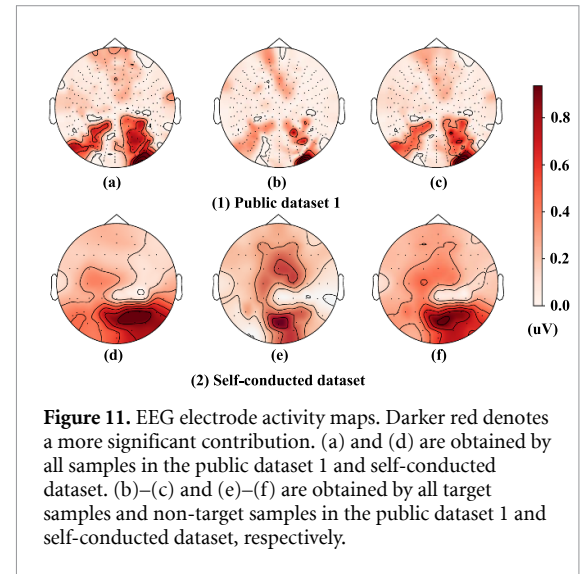 (a)
(b)
(c)
(1) Public dataset 1
(d)
(e)
(f)
(2) Self-conducted dataset
0.8
0.6
0.4
0.2
0.0
(uV)
Figure 11. EEG electrode activity maps. Darker red denotes
a more significant contribution. (a) and (d) are obtained by
all samples in the public dataset 1 and self-conducted
dataset. (b)–(c) and (e)–(f) are obtained by all target
samples and non-target samples in the public dataset 1 and
self-conducted dataset, respectively.